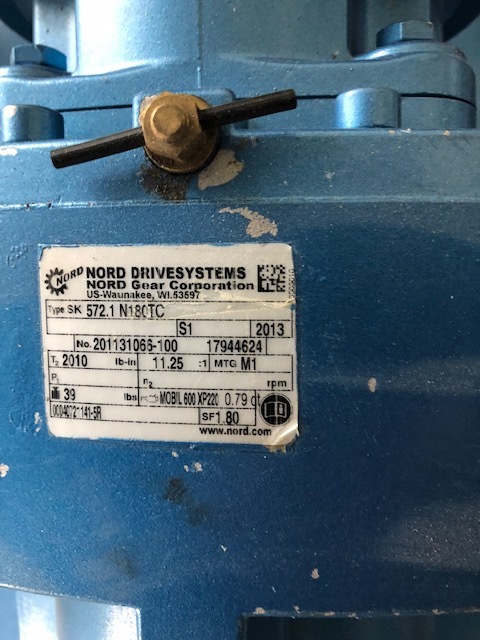 NORD
NORD DRIVESYSTEMS
NORD Gear Corporation
US-Waunakee, WI.53597
Type SK 572.1 N180TC
S1 2013
No. 201131066-100 17944624
T₂ 2010 lb-in 11.25 :1 MTG M1
P₁ n₂ rpm
39 lbs MOBIL 600 XP220 0.79 qt
SF 1.80
www.nord.com